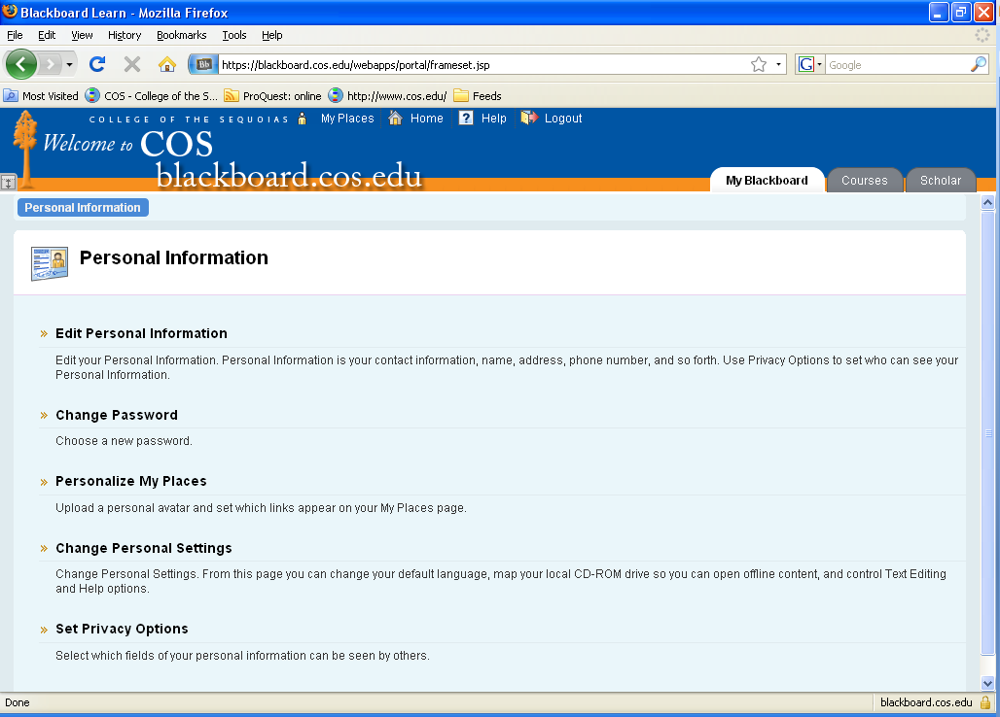 Blackboard Learn - Mozilla Firefox
File Edit View History Bookmarks Tools Help
Bb https://blackboard.cos.edu/webapps/portal/frameset.jsp G Google
Most Visited COS - College of the S... ProQuest: online http://www.cos.edu/ Feeds
COLLEGE OF THE SEQUOIAS My Places Home ? Help Logout
Welcome to COS
blackboard.cos.edu
My Blackboard Courses Scholar
Personal Information
Personal Information
» Edit Personal Information
Edit your Personal Information. Personal Information is your contact information, name, address, phone number, and so forth. Use Privacy Options to set who can see your
Personal Information.
» Change Password
Choose a new password.
» Personalize My Places
Upload a personal avatar and set which links appear on your My Places page.
» Change Personal Settings
Change Personal Settings. From this page you can change your default language, map your local CD-ROM drive so you can open offline content, and control Text Editing
and Help options.
» Set Privacy Options
Select which fields of your personal information can be seen by others.
Done blackboard.cos.edu